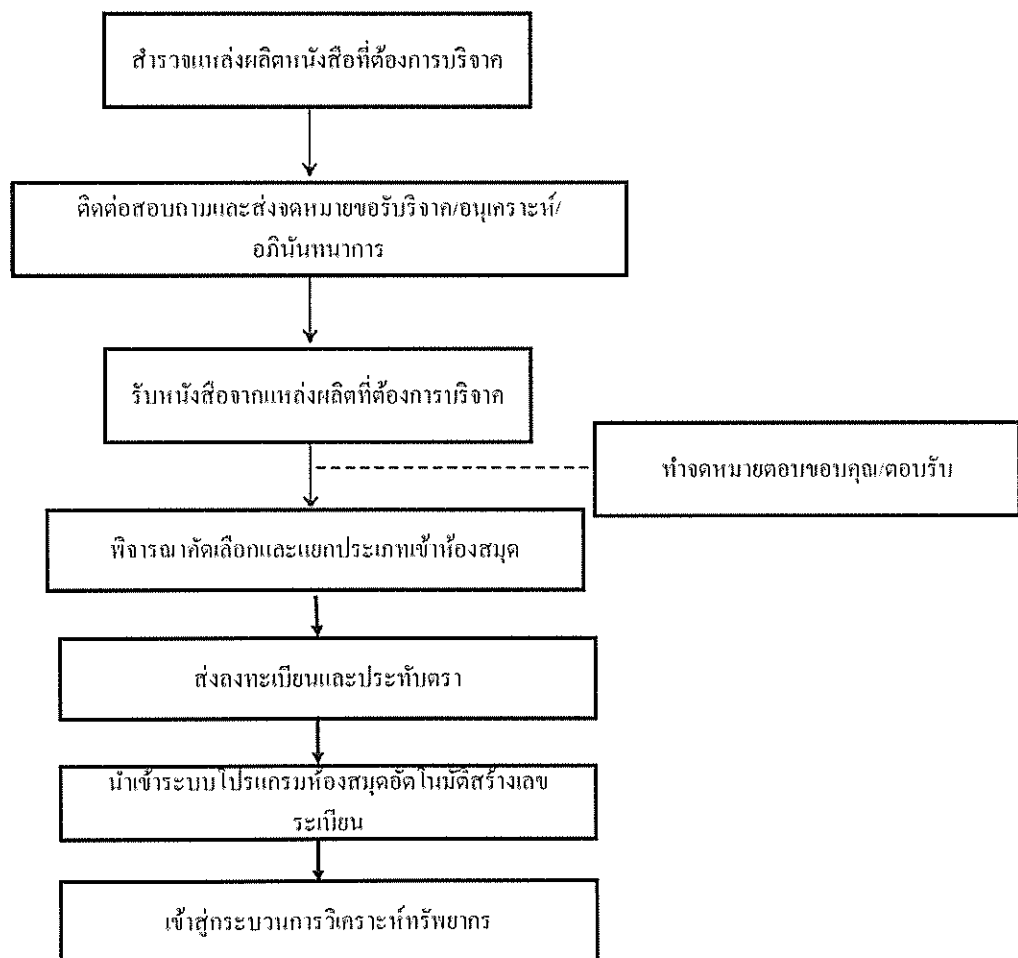 สำรวจแหล่งผลิตหนังสือที่ต้องการบริจาค
ติดต่อสอบถามและส่งจดหมายขอรับบริจาค/อนุเคราะห์/
อภินันทนาการ
รับหนังสือจากแหล่งผลิตที่ต้องการบริจาค
ทำจดหมายตอบขอบคุณ/ตอบรับ
พิจารณาคัดเลือกและแยกประเภทเข้าห้องสมุด
ส่งลงทะเบียนและประทับตรา
นำเข้าระบบโปรแกรมห้องสมุดอัตโนมัติสร้างเลข
ระเบียน
เข้าสู่กระบวนการวิเคราะห์ทรัพยากร